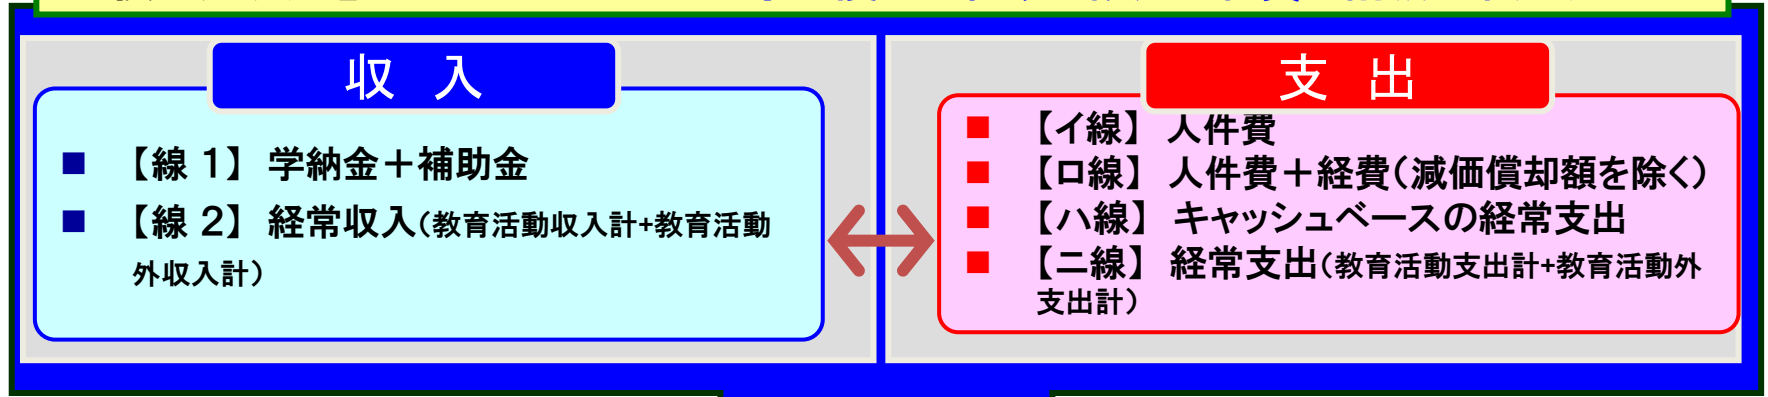 収 入
【線 1】 学納金＋補助金
【線 2】 経常収入（教育活動収入計+教育活動
外収入計）
支 出
【イ線】 人件費
【ロ線】 人件費＋経費（減価償却額を除く）
【ハ線】 キャッシュベースの経常支出
【ニ線】 経常支出（教育活動支出計+教育活動外
支出計）